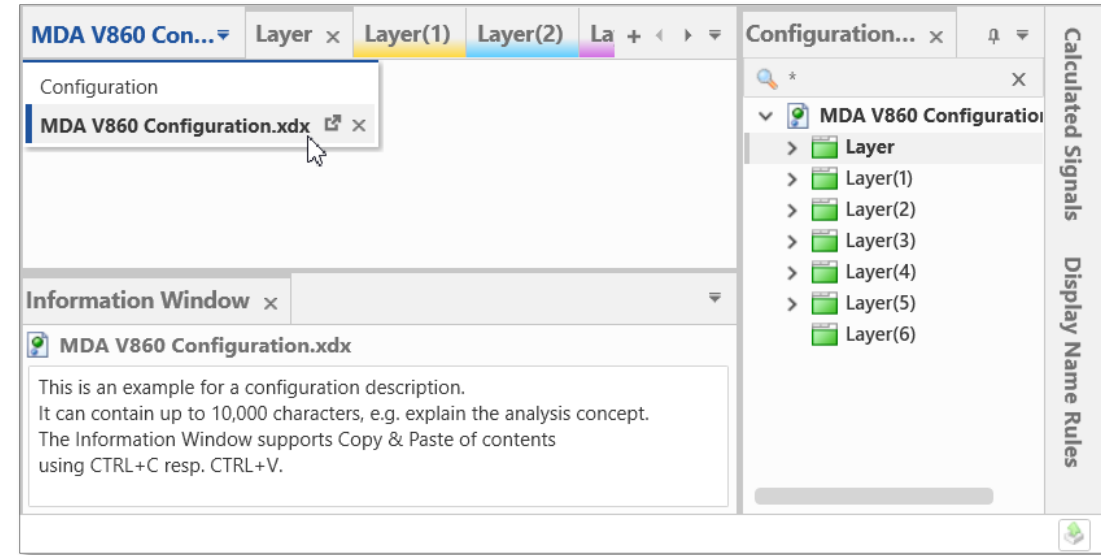 MDA V860 Con... Layer Layer(1) Layer(2) La
Configuration
MDA V860 Configuration.xdx
Information Window
MDA V860 Configuration.xdx
This is an example for a configuration description.
It can contain up to 10,000 characters, e.g. explain the analysis concept.
The Information Window supports Copy & Paste of contents
using CTRL+C resp. CTRL+V.
Configuration...
*
MDA V860 Configuration
Layer
Layer(1)
Layer(2)
Layer(3)
Layer(4)
Layer(5)
Layer(6)
Calculated Signals
Display Name Rules